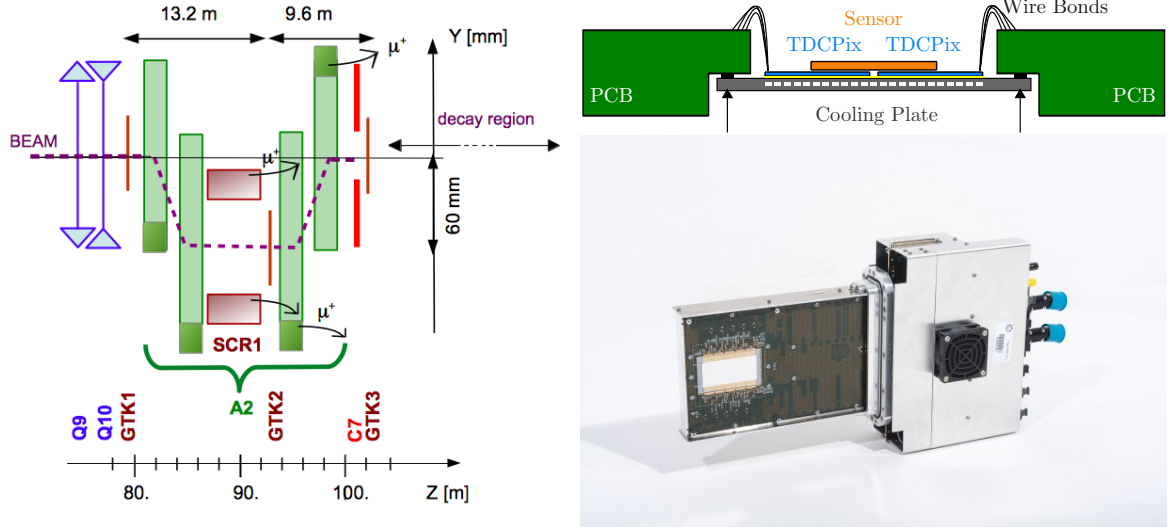 13.2 m
9.6 m
Y [mm]
μ+
BEAM
decay region
μ+
60 mm
μ+
SCR1
A2
Q9
Q10
GTK1
GTK2
C7
GTK3
80.
90.
100.
Z [m]
Wire Bonds
Sensor
TDCPix
TDCPix
PCB
PCB
Cooling Plate